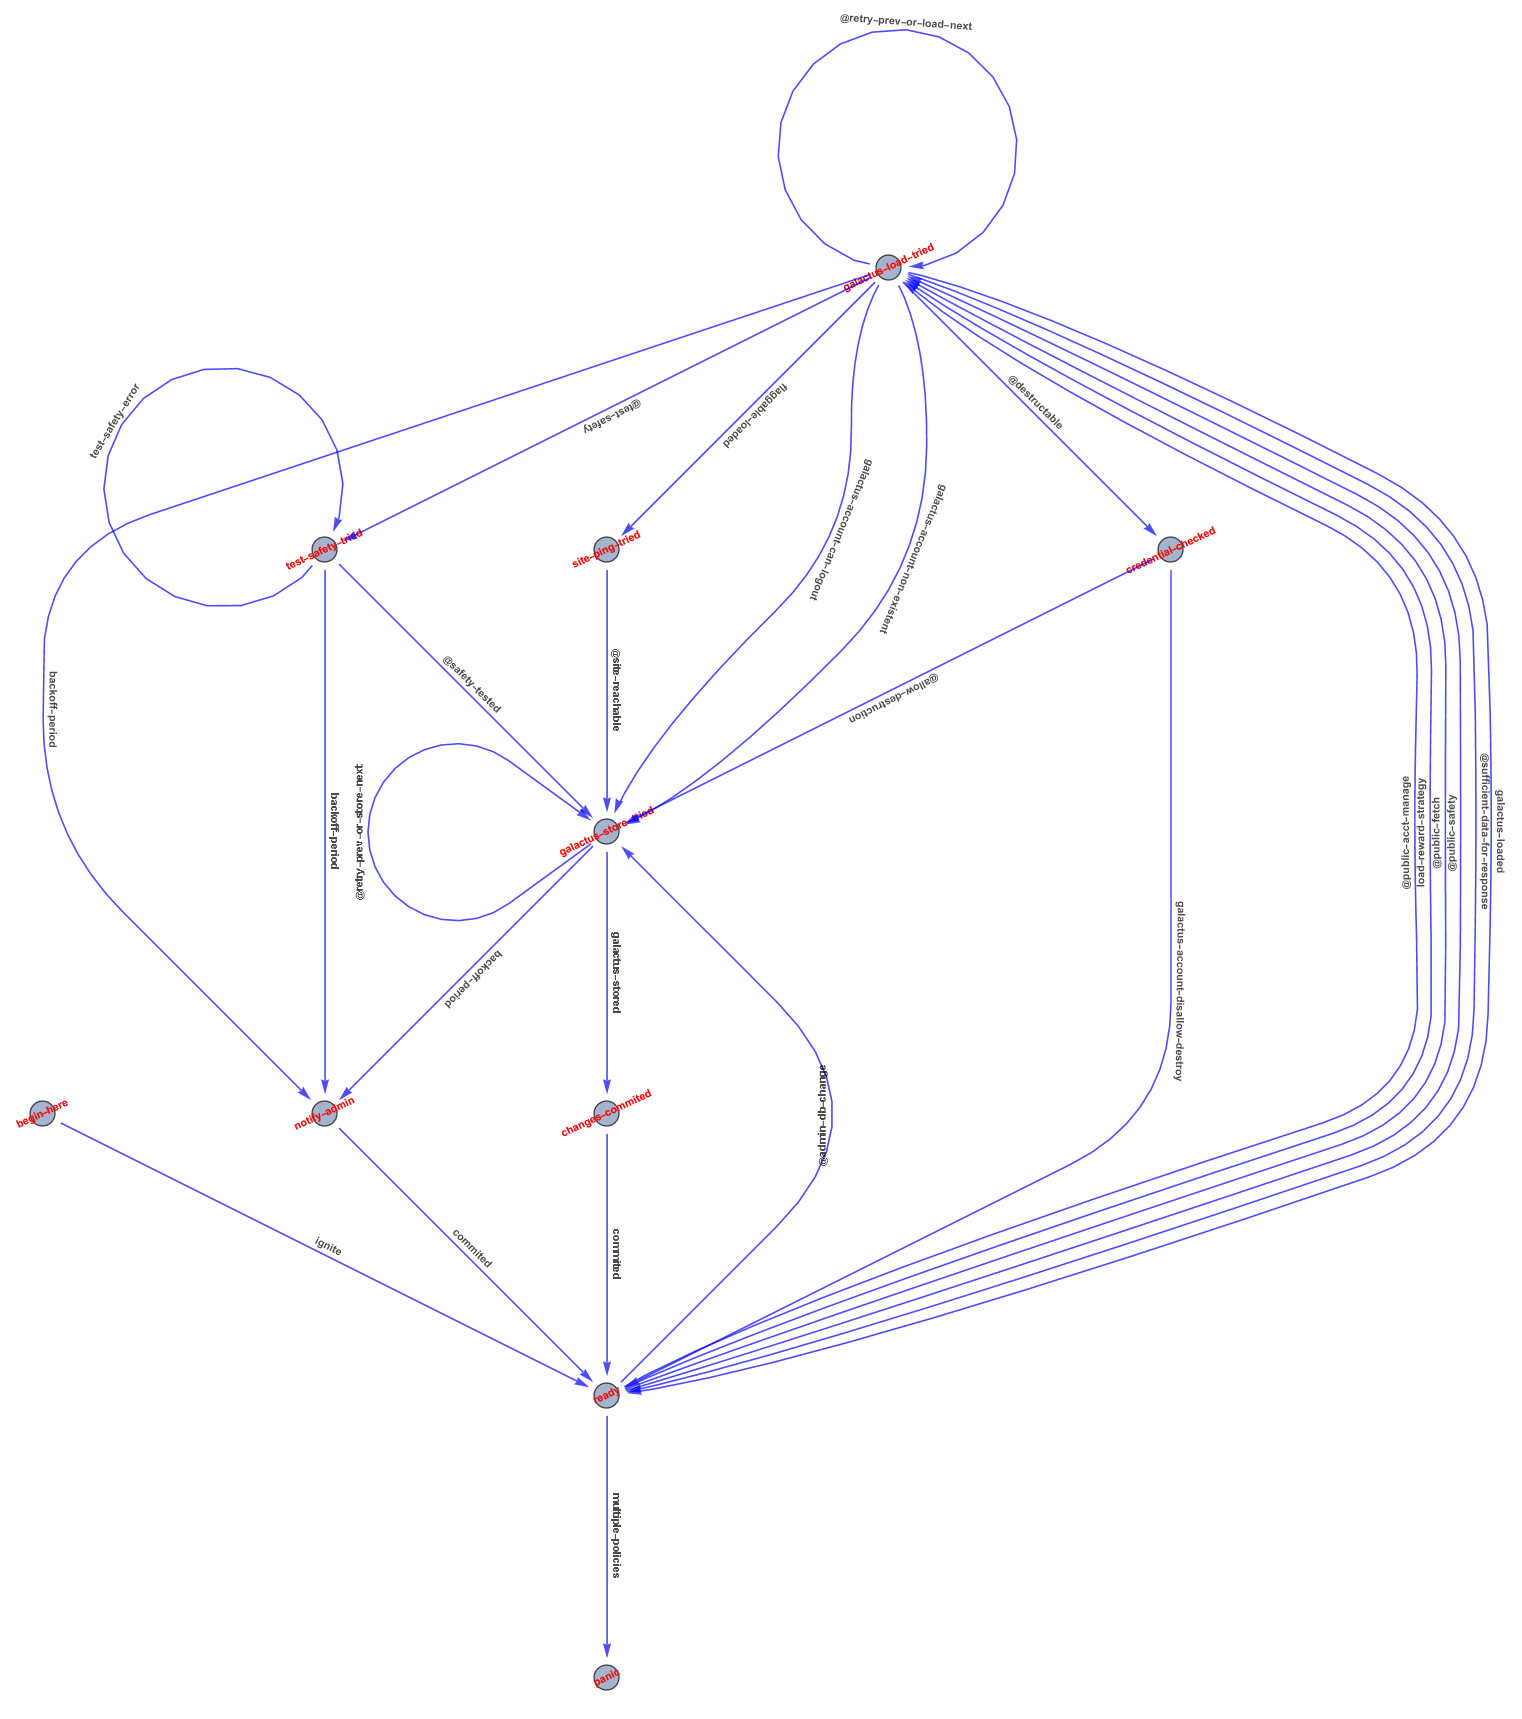 @retry-prev-or-load-next
galactus-load-tried
test-safety-error
@test-safety
flaggable-loaded
@destructable
galactus-account-can-logout
galactus-account-non-existent
test-safety-tried
site-ping-tried
credential-checked
backoff-period
@safety-tested
@site-reachable
@allow-destruction
backoff-period
@retry-prev-or-store-next
galactus-store-tried
@public-acct-manage
load-reward-strategy
@public-fetch
@public-safety
@sufficient-data-for-response
galactus-loaded
backoff-period
galactus-stored
galactus-account-disallow-destroy
begin-here
notify-admin
changes-commited
@admin-db-change
ignite
commited
commited
ready
multiple-policies
panic